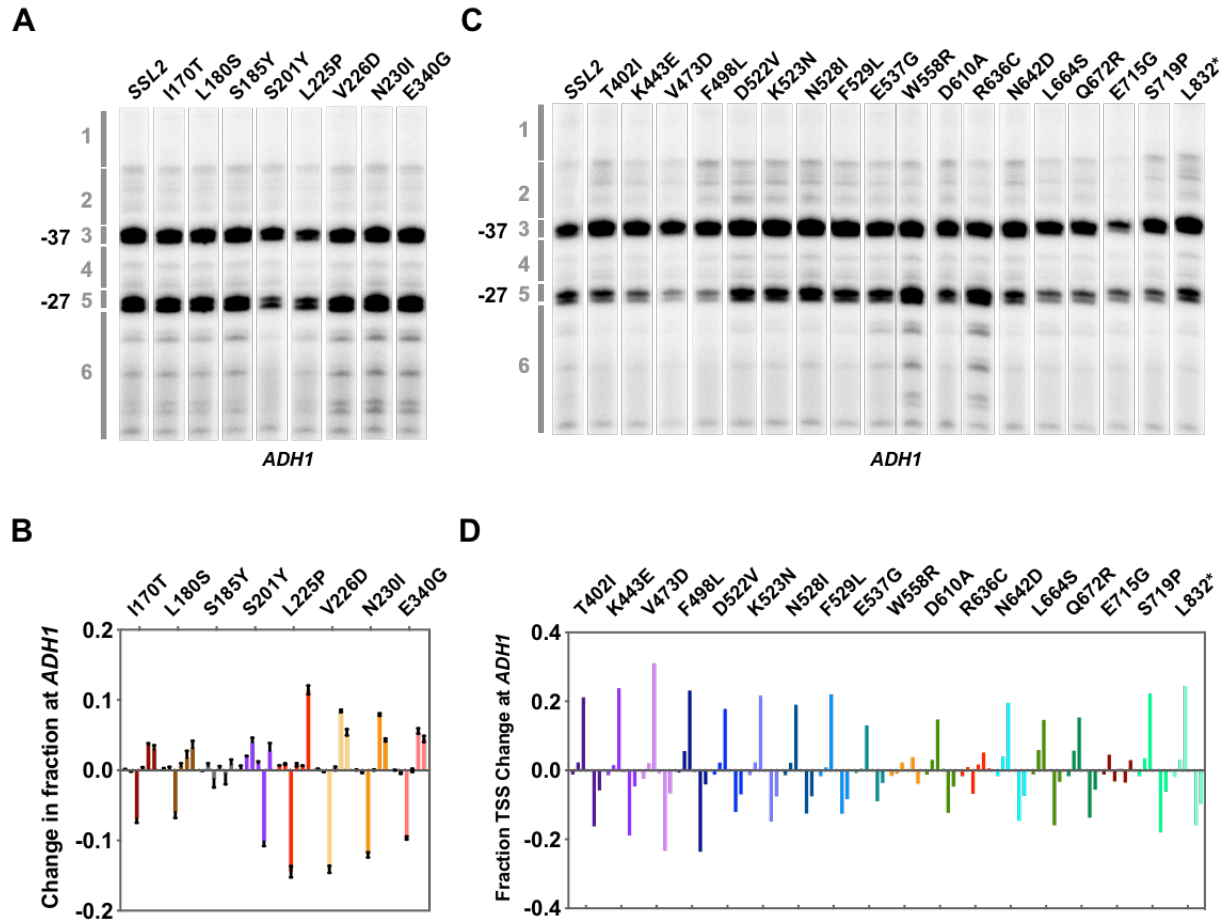 A
SSL2 I170T L180S S185Y S201Y L225P V226D N230I E340G
1
2
-37 3
4
-27 5
6
ADH1
C
SSL2 T402I K443E V473D F498L D522V K523N N528I F529L E537G W558R D610A R636C N642D L664S Q672R E715G S719P L832*
1
2
-37 3
4
-27 5
6
ADH1
B
I170T L180S S185Y S201Y L225P V226D N230I E340G
Change in fraction at ADH1
0.2
0.1
0.0
-0.1
-0.2
D
T402I K443E V473D F498L D522V K523N N528I F529L E537G W558R D610A R636C N642D L664S Q672R E715G S719P L832*
Fraction TSS Change at ADH1
0.4
0.2
0.0
-0.2
-0.4